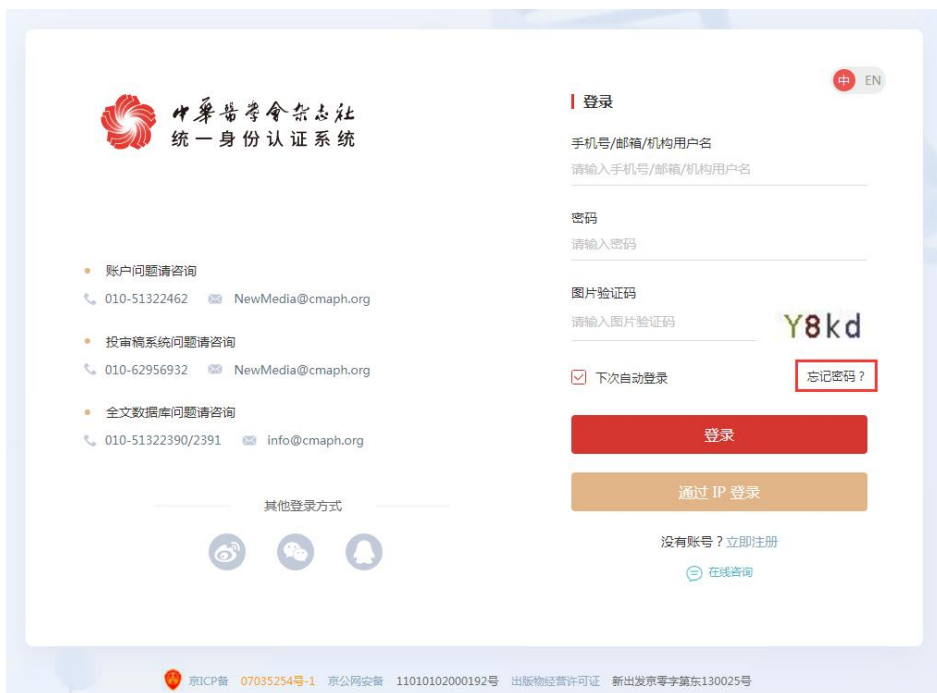 中华医学会杂志社
统一身份认证系统
账户问题请咨询
010-51322462 NewMedia@cmaph.org
投审稿系统问题请咨询
010-62956932 NewMedia@cmaph.org
全文数据库问题请咨询
010-51322390/2391 info@cmaph.org
其他登录方式
中 EN
登录
手机号/邮箱/机构用户名
请输入手机号/邮箱/机构用户名
密码
请输入密码
图片验证码
请输入图片验证码 Y8kd
下次自动登录 忘记密码？
登录
通过 IP 登录
没有账号？立即注册
在线咨询
京ICP备 07035254号-1 京公网安备 11010102000192号 出版物经营许可证 新出发京零字第东130025号